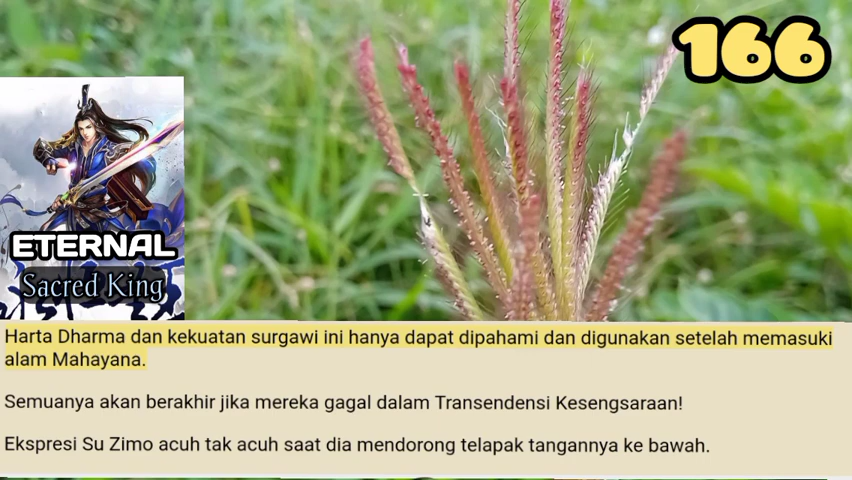 166
ETERNAL
Sacred King
Harta Dharma dan kekuatan surgawi ini hanya dapat dipahami dan digunakan setelah memasuki
alam Mahayana.
Semuanya akan berakhir jika mereka gagal dalam Transendensi Kesengsaraan!
Ekspresi Su Zimo acuh tak acuh saat dia mendorong telapak tangannya ke bawah.